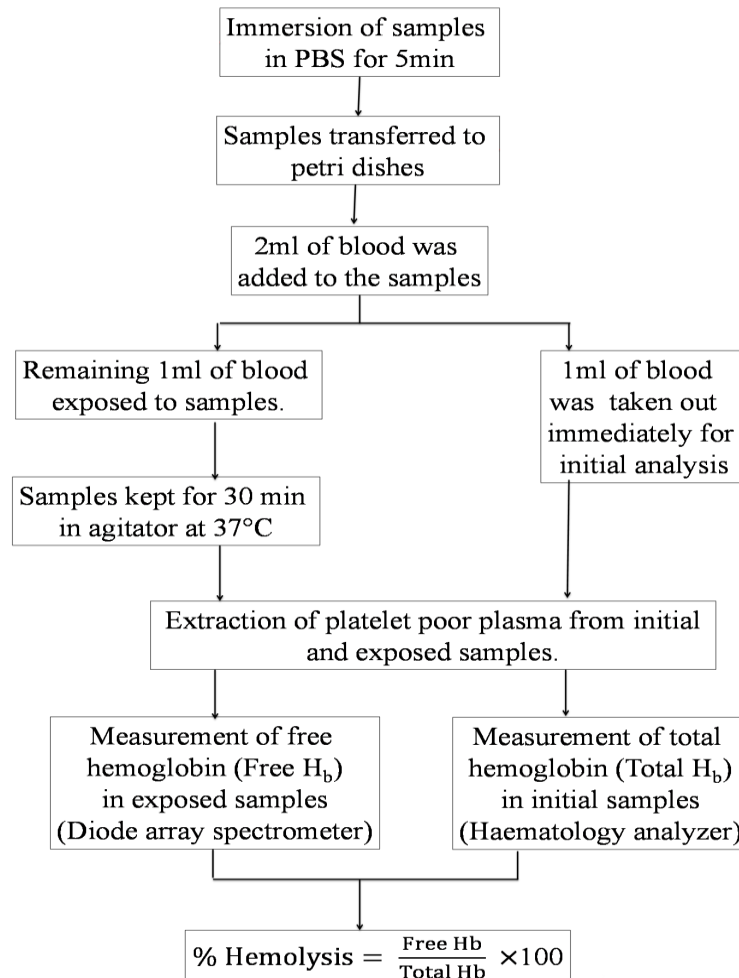 Immersion of samples
in PBS for 5min
Samples transferred to
petri dishes
2ml of blood was
added to the samples
Remaining 1ml of blood
exposed to samples.
1ml of blood
was taken out
immediately for
initial analysis
Samples kept for 30 min
in agitator at 37°C
Extraction of platelet poor plasma from initial
and exposed samples.
Measurement of free
hemoglobin (Free H_b)
in exposed samples
(Diode array spectrometer)
Measurement of total
hemoglobin (Total H_b)
in initial samples
(Haematology analyzer)
% Hemolysis = Free Hb / Total Hb ×100